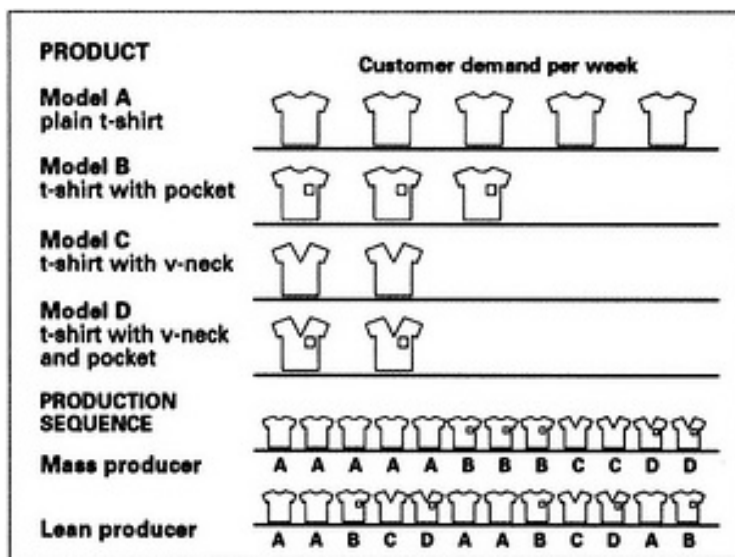 PRODUCT
Customer demand per week
Model A
plain t-shirt
Model B
t-shirt with pocket
Model C
t-shirt with v-neck
Model D
t-shirt with v-neck
and pocket
PRODUCTION
SEQUENCE
Mass producer
A A A A A B B B C C D D
Lean producer
A A B C D A A B C D A B